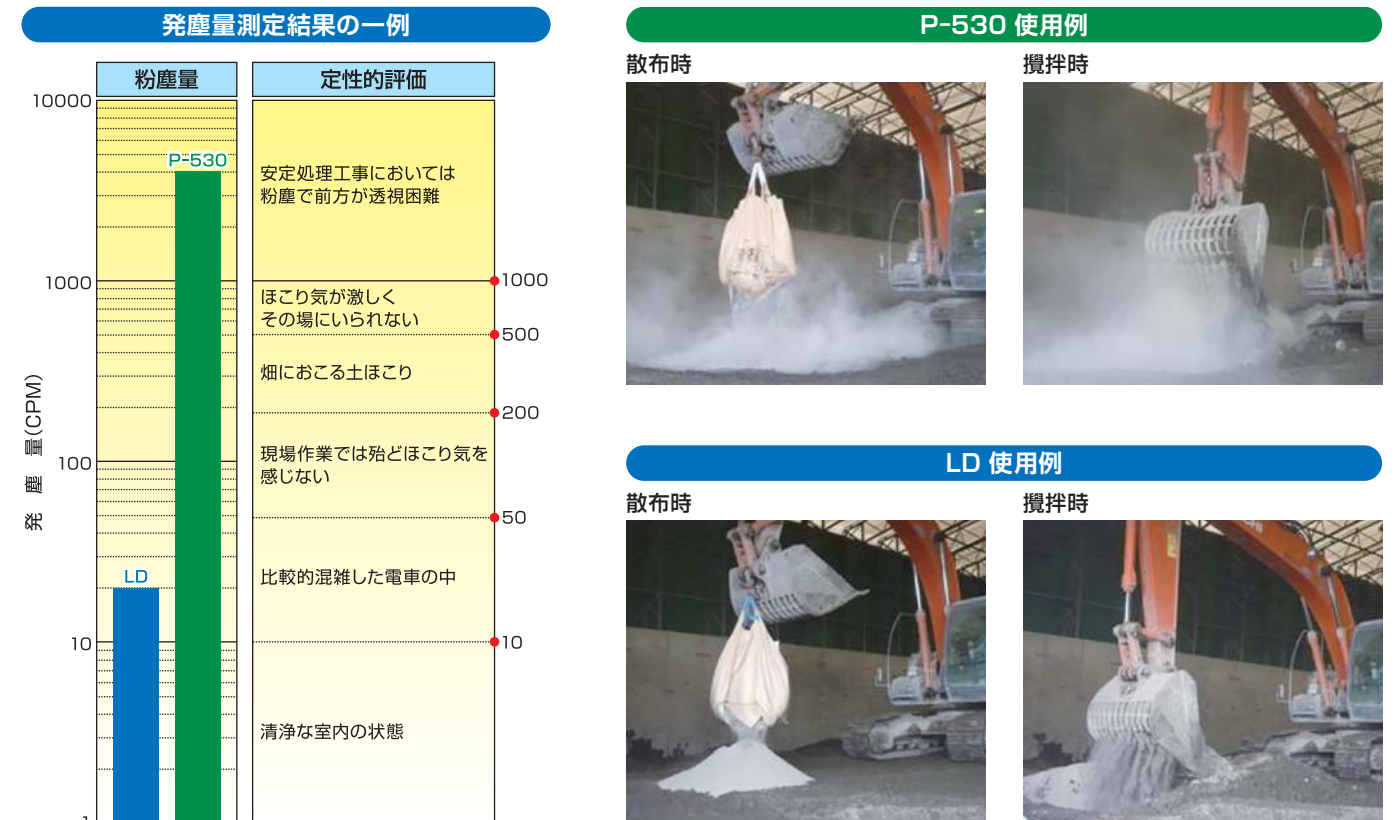 発塵量測定結果の一例
粉塵量
定性的評価
10000
1000
100
10
発塵量(CPM)
P-530
LD
安定処理工事においては
粉塵で前方が透視困難
1000
ほこり気が激しく
その場にいられない
500
畑におこる土ほこり
200
現場作業では殆どほこり気を
感じない
50
比較的混雑した電車の中
10
清浄な室内の状態
P-530 使用例
散布時
攪拌時
LD 使用例
散布時
攪拌時